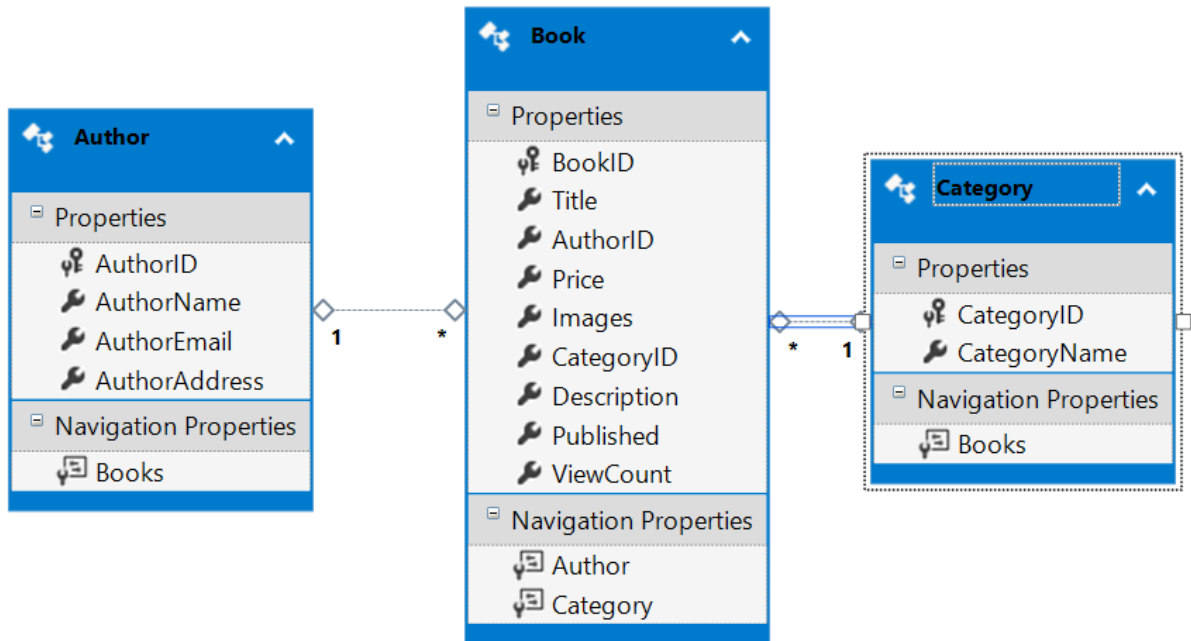 Author
Properties
AuthorID
AuthorName
AuthorEmail
AuthorAddress
Navigation Properties
Books
1
*
Book
Properties
BookID
Title
AuthorID
Price
Images
CategoryID
Description
Published
ViewCount
Navigation Properties
Author
Category
*
1
Category
Properties
CategoryID
CategoryName
Navigation Properties
Books